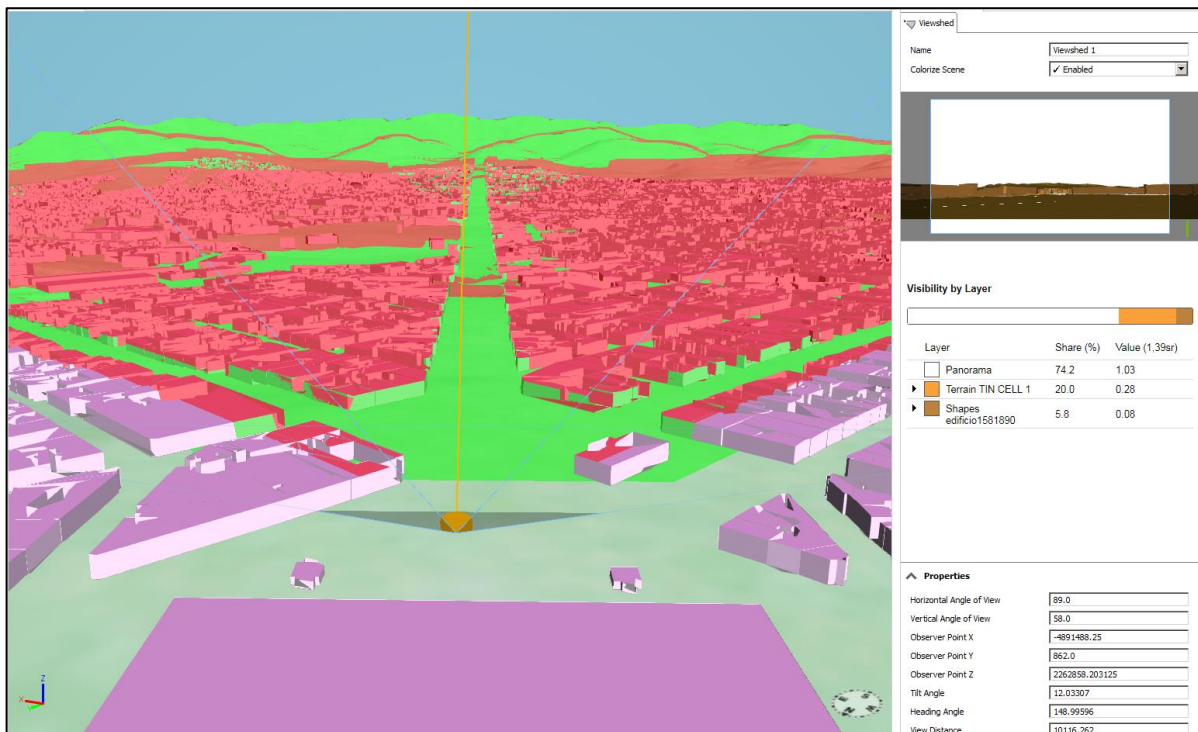 Viewshed
Name Viewshed 1
Colorize Scene ✓ Enabled
Visibility by Layer
Layer Share (%) Value (1,39sr)
Panorama 74.2 1.03
Terrain TIN CELL 1 20.0 0.28
Shapes
edificio1581890 5.8 0.08
Properties
Horizontal Angle of View 89.0
Vertical Angle of View 58.0
Observer Point X -4891488.25
Observer Point Y 862.0
Observer Point Z 2262858.203125
Tilt Angle 12.03307
Heading Angle 148.99596
View Distance 10116.262
Z
X